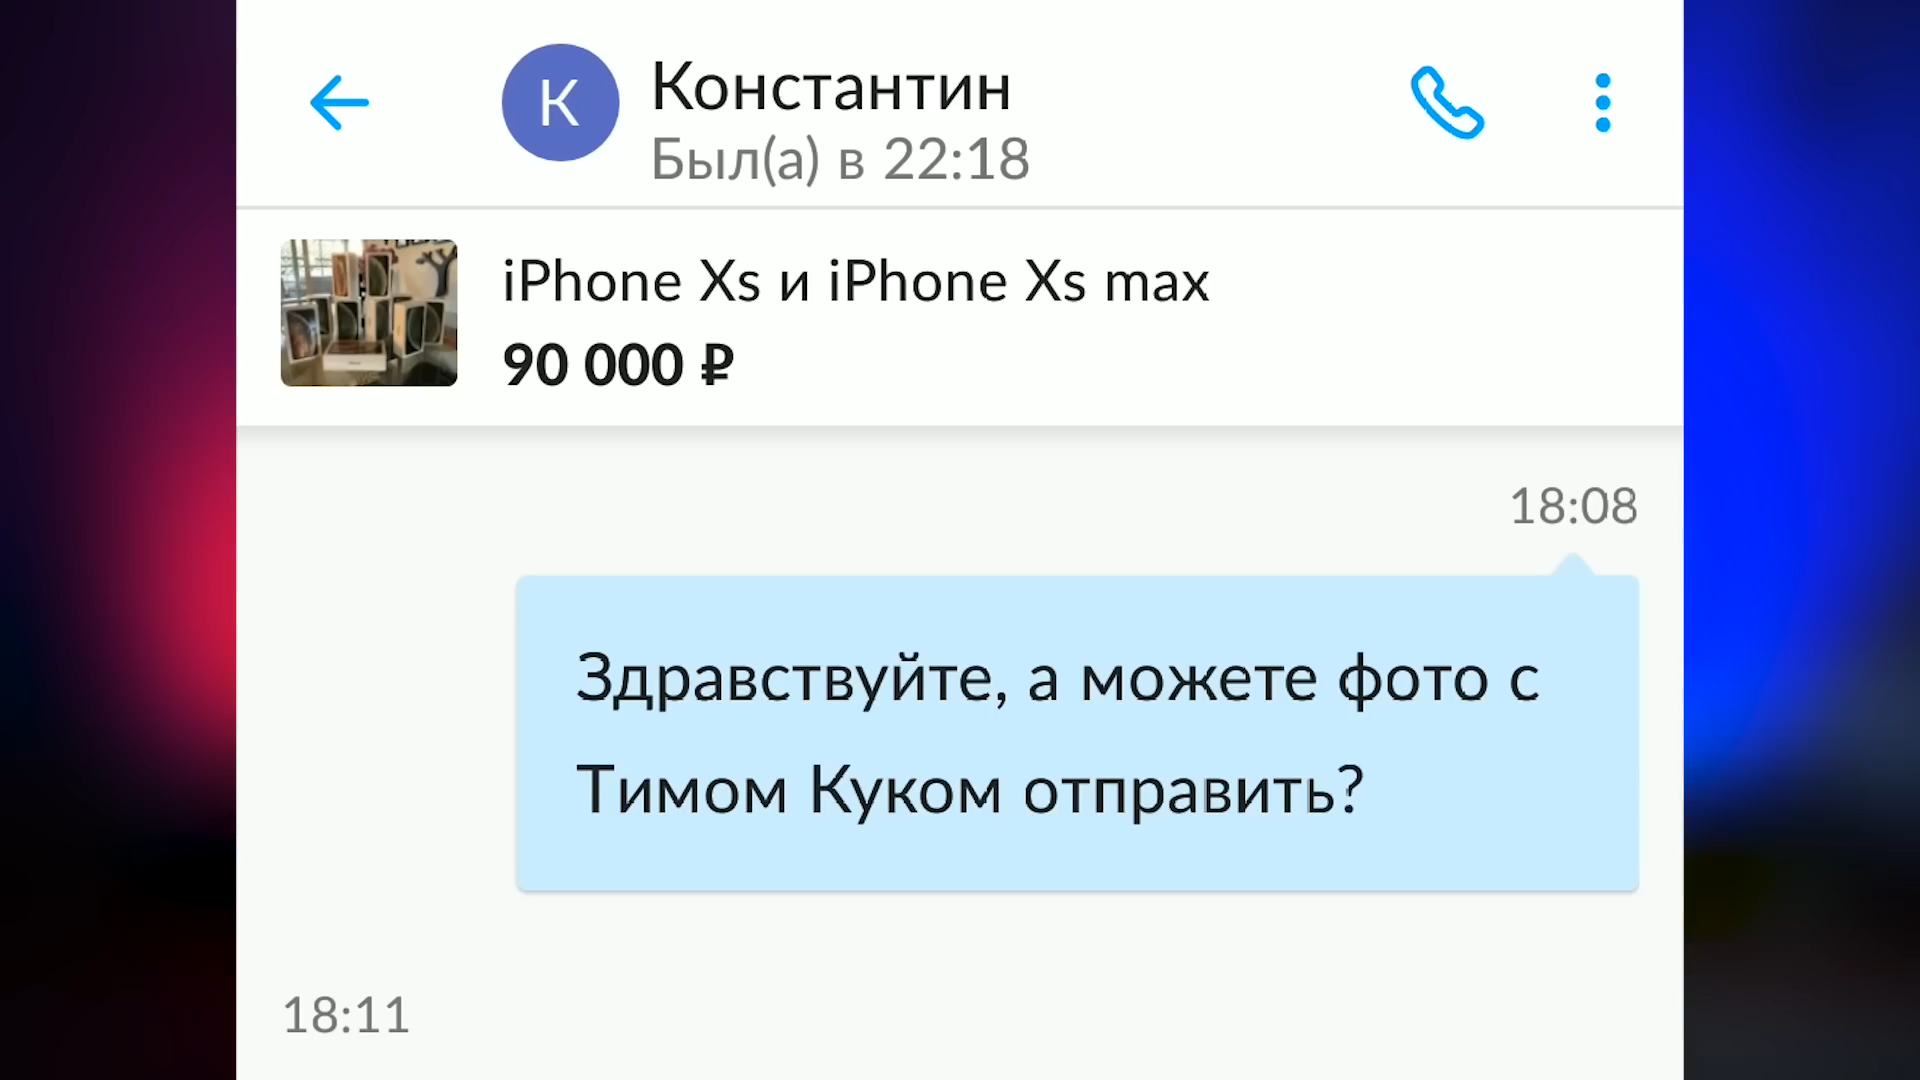 К
Константин
Был(а) в 22:18
iPhone Xs и iPhone Xs max
90 000 ₽
18:08
Здравствуйте, а можете фото с
Тимом Куком отправить?
18:11